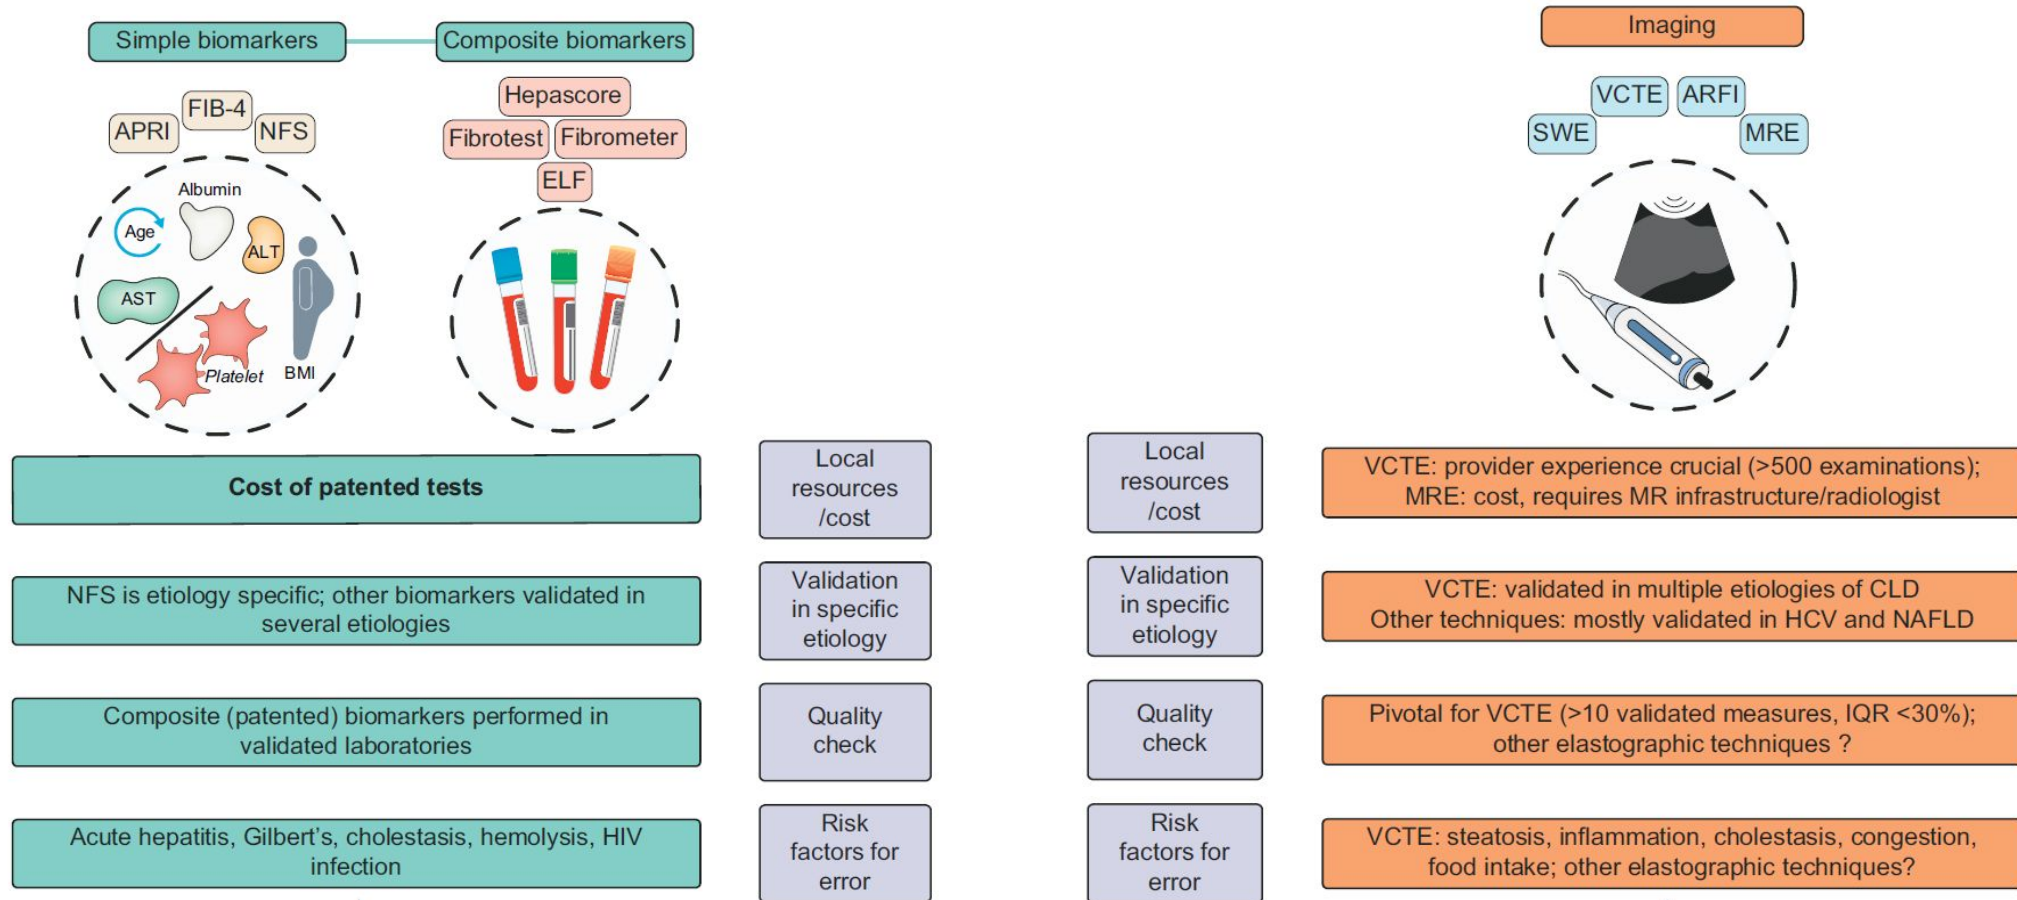 Simple biomarkers
Composite biomarkers
Imaging
APRI
FIB-4
NFS
Hepascore
Fibrotest
Fibrometer
ELF
SWE
VCTE
ARFI
MRE
Albumin
Age
ALT
AST
Platelet
BMI
Cost of patented tests
Local
resources
/cost
Local
resources
/cost
VCTE: provider experience crucial (>500 examinations);
MRE: cost, requires MR infrastructure/radiologist
NFS is etiology specific; other biomarkers validated in
several etiologies
Validation
in specific
etiology
Validation
in specific
etiology
VCTE: validated in multiple etiologies of CLD
Other techniques: mostly validated in HCV and NAFLD
Composite (patented) biomarkers performed in
validated laboratories
Quality
check
Quality
check
Pivotal for VCTE (>10 validated measures, IQR <30%);
other elastographic techniques ?
Acute hepatitis, Gilbert's, cholestasis, hemolysis, HIV
infection
Risk
factors for
error
Risk
factors for
error
VCTE: steatosis, inflammation, cholestasis, congestion,
food intake; other elastographic techniques?